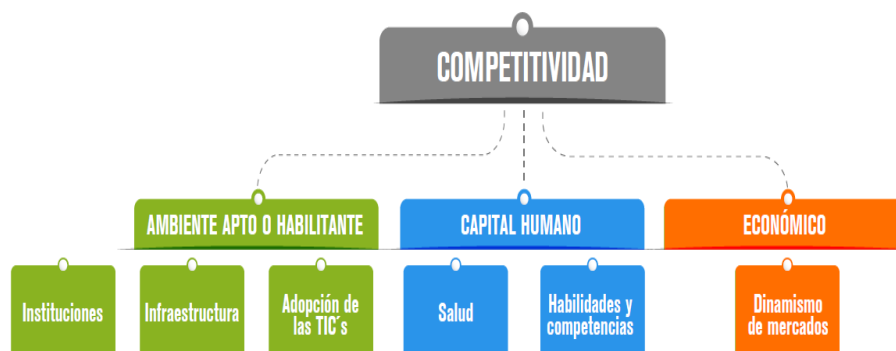 COMPETITIVIDAD
AMBIENTE APTO O HABILITANTE
CAPITAL HUMANO
ECONÓMICO
Instituciones
Infraestructura
Adopción de
las TIC´s
Salud
Habilidades y
competencias
Dinamismo
de mercados